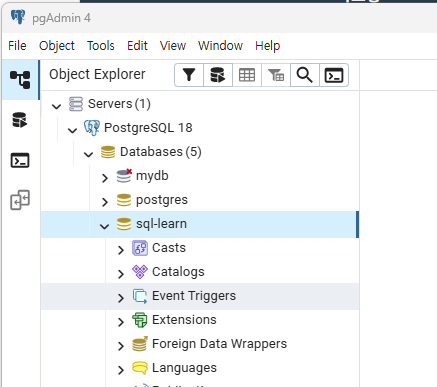 pgAdmin 4
File Object Tools Edit View Window Help
Object Explorer
Servers (1)
PostgreSQL 18
Databases (5)
mydb
postgres
sql-learn
Casts
Catalogs
Event Triggers
Extensions
Foreign Data Wrappers
Languages